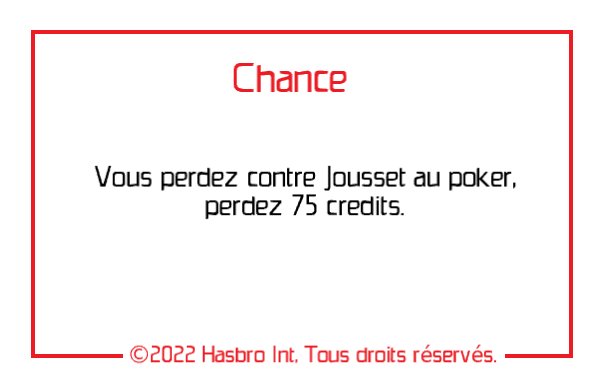 Chance
Vous perdez contre Jousset au poker,
perdez 75 credits.
©2022 Hasbro Int. Tous droits réservés.